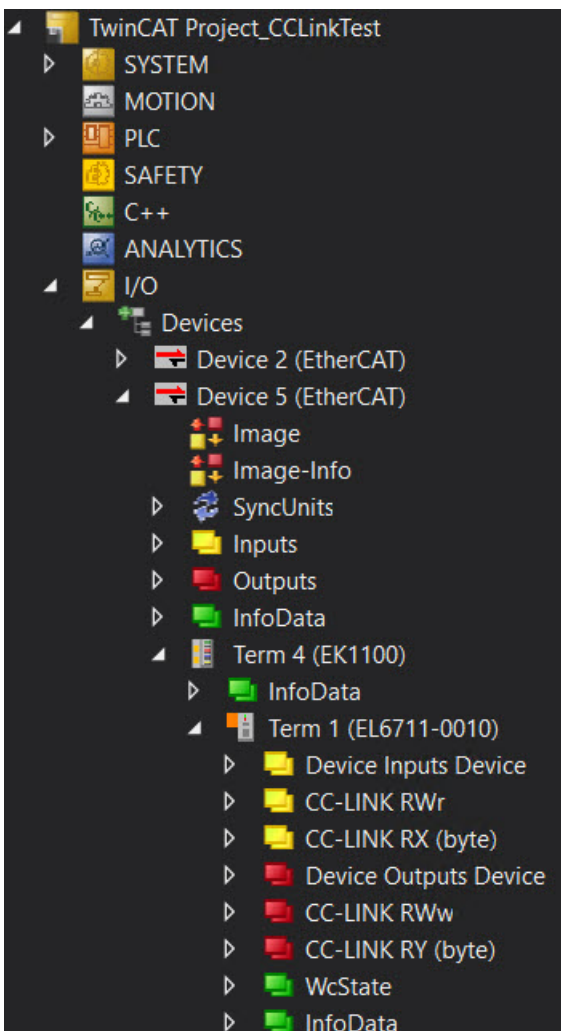 TwinCAT Project_CCLinkTest
SYSTEM
MOTION
PLC
SAFETY
C++
ANALYTICS
I/O
Devices
Device 2 (EtherCAT)
Device 5 (EtherCAT)
Image
Image-Info
SyncUnits
Inputs
Outputs
InfoData
Term 4 (EK1100)
InfoData
Term 1 (EL6711-0010)
Device Inputs Device
CC-LINK RWr
CC-LINK RX (byte)
Device Outputs Device
CC-LINK RWw
CC-LINK RY (byte)
WcState
InfoData